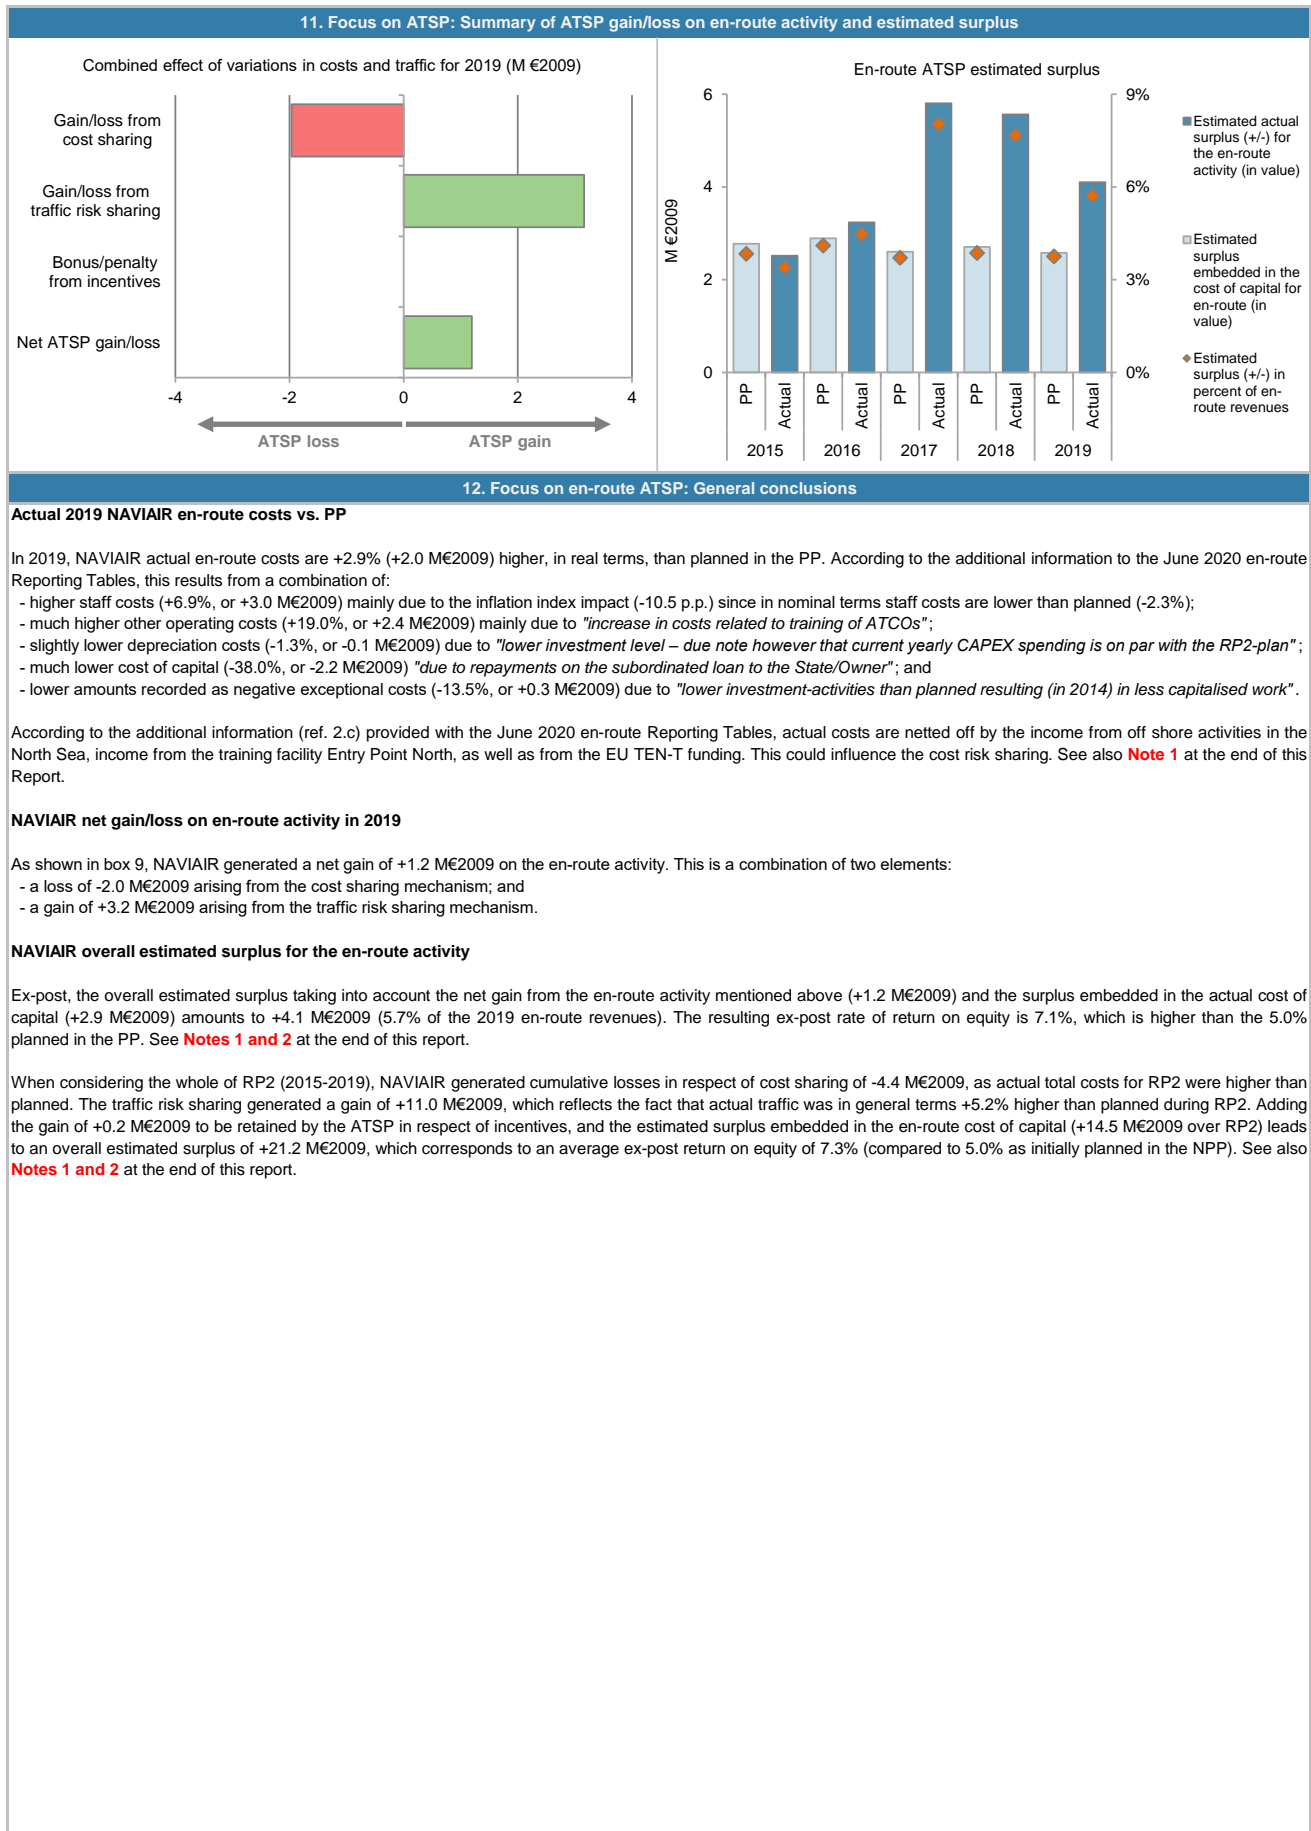 11. Focus on ATSP: Summary of ATSP gain/loss on en-route activity and estimated surplus
Combined effect of variations in costs and traffic for 2019 (M €2009)
Gain/loss from
cost sharing
Gain/loss from
traffic risk sharing
Bonus/penalty
from incentives
Net ATSP gain/loss
-4 -2 0 2 4
ATSP loss ATSP gain
En-route ATSP estimated surplus
M €2009
6
4
2
0
9%
6%
3%
0%
PP Actual PP Actual PP Actual PP Actual PP Actual
2015 2016 2017 2018 2019
Estimated actual
surplus (+/-) for
the en-route
activity (in value)
Estimated
surplus
embedded in the
cost of capital for
en-route (in
value)
Estimated
surplus (+/-) in
percent of en-
route revenues
12. Focus on en-route ATSP: General conclusions
Actual 2019 NAVIAIR en-route costs vs. PP
In 2019, NAVIAIR actual en-route costs are +2.9% (+2.0 M€2009) higher, in real terms, than planned in the PP. According to the additional information to the June 2020 en-route
Reporting Tables, this results from a combination of:
- higher staff costs (+6.9%, or +3.0 M€2009) mainly due to the inflation index impact (-10.5 p.p.) since in nominal terms staff costs are lower than planned (-2.3%);
- much higher other operating costs (+19.0%, or +2.4 M€2009) mainly due to "increase in costs related to training of ATCOs";
- slightly lower depreciation costs (-1.3%, or -0.1 M€2009) due to "lower investment level – due note however that current yearly CAPEX spending is on par with the RP2-plan";
- much lower cost of capital (-38.0%, or -2.2 M€2009) "due to repayments on the subordinated loan to the State/Owner"; and
- lower amounts recorded as negative exceptional costs (-13.5%, or +0.3 M€2009) due to "lower investment-activities than planned resulting (in 2014) in less capitalised work".
According to the additional information (ref. 2.c) provided with the June 2020 en-route Reporting Tables, actual costs are netted off by the income from off shore activities in the
North Sea, income from the training facility Entry Point North, as well as from the EU TEN-T funding. This could influence the cost risk sharing. See also Note 1 at the end of this
Report.
NAVIAIR net gain/loss on en-route activity in 2019
As shown in box 9, NAVIAIR generated a net gain of +1.2 M€2009 on the en-route activity. This is a combination of two elements:
- a loss of -2.0 M€2009 arising from the cost sharing mechanism; and
- a gain of +3.2 M€2009 arising from the traffic risk sharing mechanism.
NAVIAIR overall estimated surplus for the en-route activity
Ex-post, the overall estimated surplus taking into account the net gain from the en-route activity mentioned above (+1.2 M€2009) and the surplus embedded in the actual cost of
capital (+2.9 M€2009) amounts to +4.1 M€2009 (5.7% of the 2019 en-route revenues). The resulting ex-post rate of return on equity is 7.1%, which is higher than the 5.0%
planned in the PP. See Notes 1 and 2 at the end of this report.
When considering the whole of RP2 (2015-2019), NAVIAIR generated cumulative losses in respect of cost sharing of -4.4 M€2009, as actual total costs for RP2 were higher than
planned. The traffic risk sharing generated a gain of +11.0 M€2009, which reflects the fact that actual traffic was in general terms +5.2% higher than planned during RP2. Adding
the gain of +0.2 M€2009 to be retained by the ATSP in respect of incentives, and the estimated surplus embedded in the en-route cost of capital (+14.5 M€2009 over RP2) leads
to an overall estimated surplus of +21.2 M€2009, which corresponds to an average ex-post return on equity of 7.3% (compared to 5.0% as initially planned in the NPP). See also
Notes 1 and 2 at the end of this report.